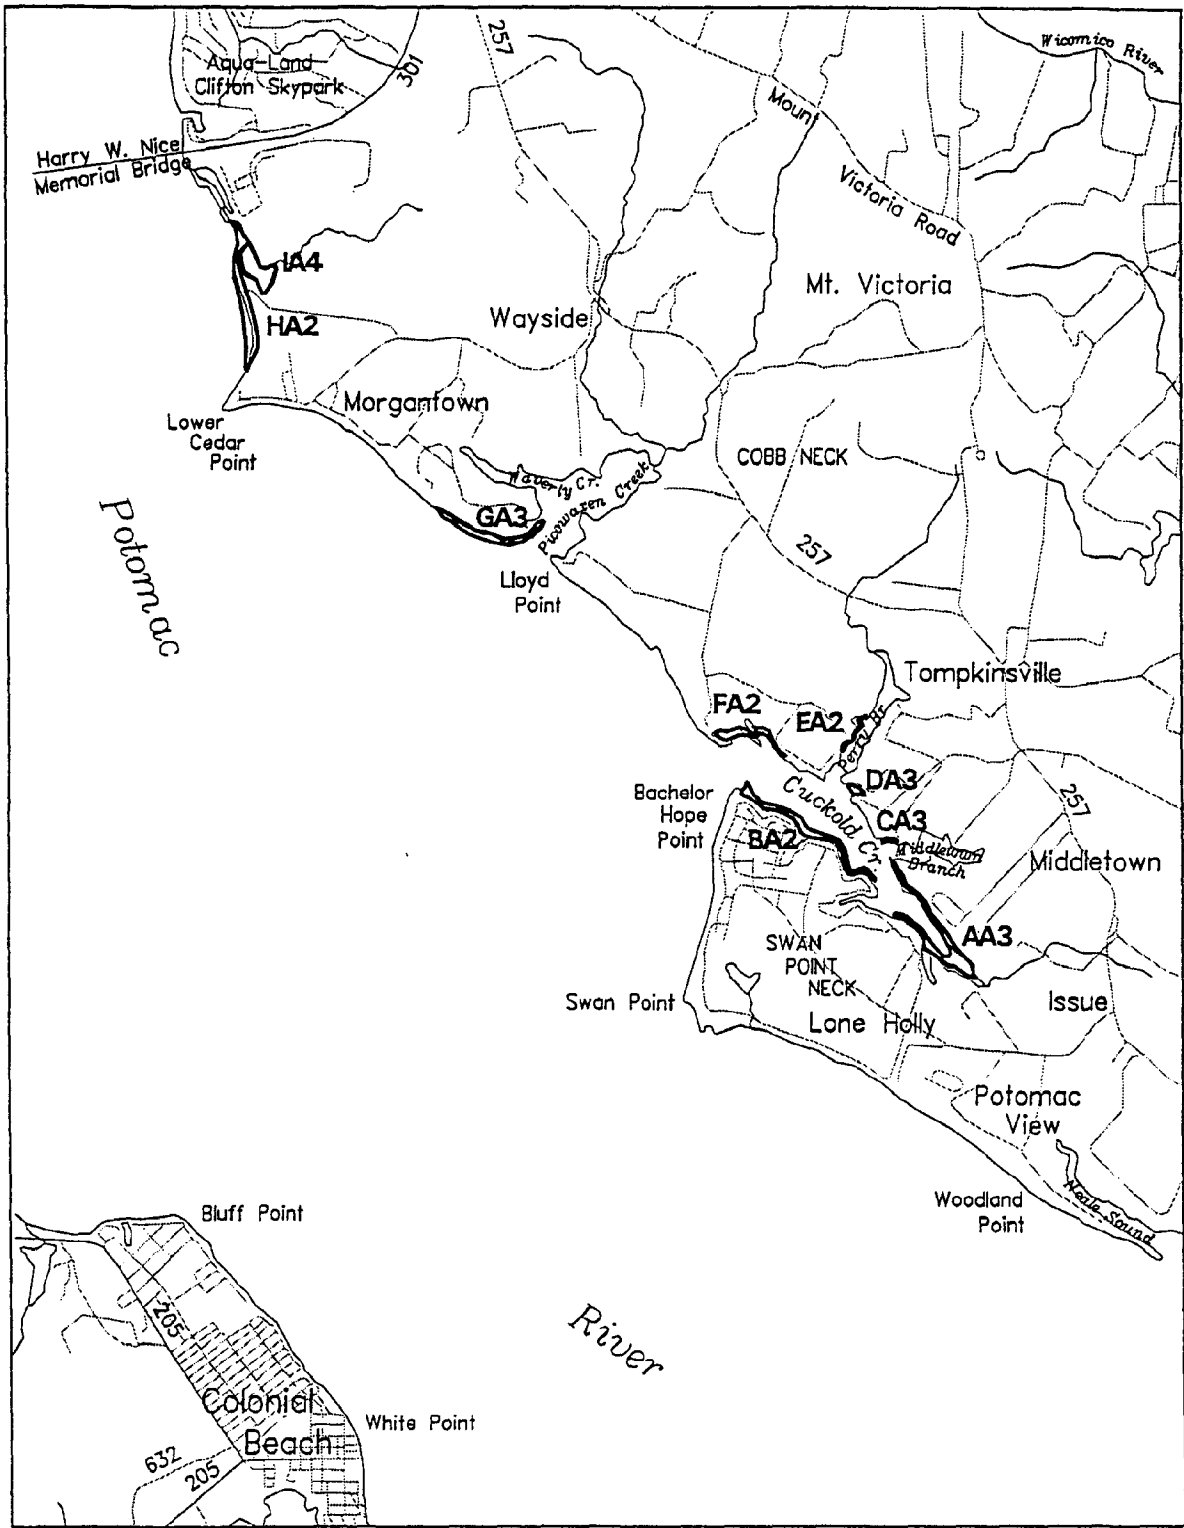 Aqua-Land
Clifton Skypark
301
257
Wicomico River
Harry W. Nice
Memorial Bridge
Mount
Victoria Road
IA4
HA2
Wayside
Mt. Victoria
Morgantown
Lower
Cedar
Point
COBB NECK
Waverly Cr.
Picowaxen Creek
GA3
257
Lloyd
Point
Potomac
Tompkinsville
FA2
EA2
Percy Br
DA3
Cuckold Cr
Bachelor
Hope
Point
CA3
257
BA2
Middletown
Branch
Middletown
AA3
SWAN
POINT
NECK
Swan Point
Lone Holly
Issue
Potomac
View
Woodland
Point
Neale Sound
Bluff Point
205
River
Colonial
Beach
White Point
632
205